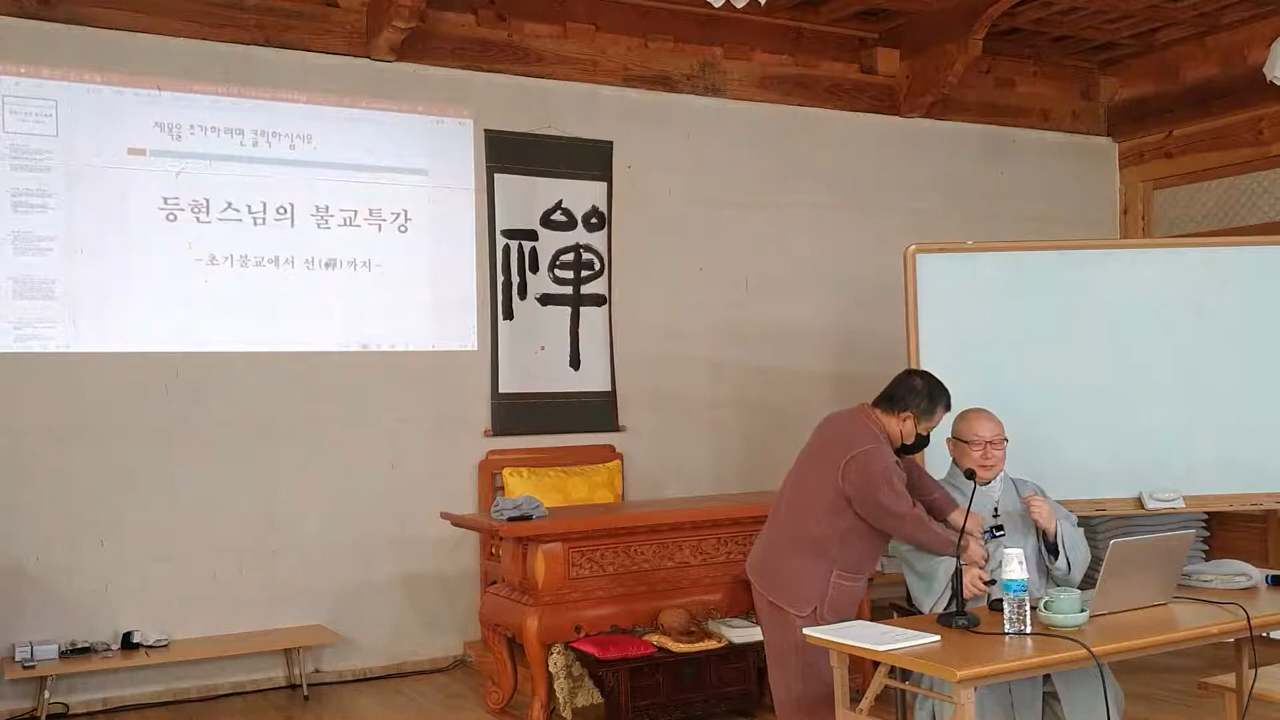 제목을 추가하려면 클릭하십시오.
등현스님의 불교특강
-초기불교에서 선(禪)까지-
禪